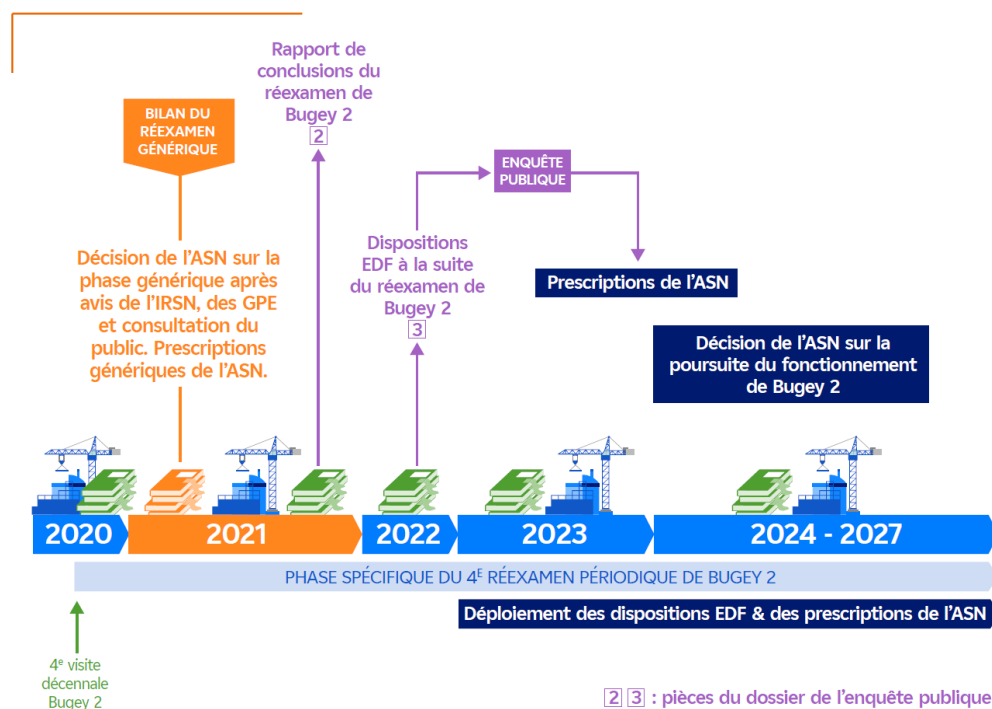 Rapport de
conclusions du
réexamen de
Bugey 2
2
BILAN DU
RÉEXAMEN
GÉNÉRIQUE
ENQUÊTE
PUBLIQUE
Décision de l'ASN sur la
phase générique après
avis de l'IRSN, des GPE
et consultation du
public. Prescriptions
génériques de l'ASN.
Dispositions
EDF à la suite
du réexamen de
Bugey 2
3
Prescriptions de l'ASN
Décision de l'ASN sur la
poursuite du fonctionnement
de Bugey 2
2020
2021
2022
2023
2024 - 2027
PHASE SPÉCIFIQUE DU 4E RÉEXAMEN PÉRIODIQUE DE BUGEY 2
Déploiement des dispositions EDF & des prescriptions de l'ASN
4e visite
décennale
Bugey 2
2 3 : pièces du dossier de l'enquête publique